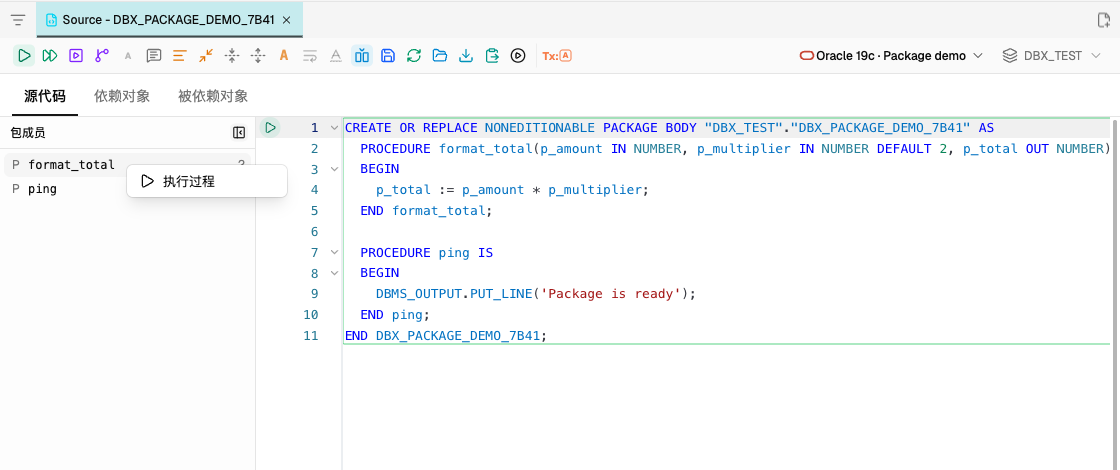 Source - DBX_PACKAGE_DEMO_7B41
Tx: A
Oracle 19c · Package demo
DBX_TEST
源代码
依赖对象
被依赖对象
包成员
P format_total
P ping
执行过程
1 CREATE OR REPLACE NONEDITIONABLE PACKAGE BODY "DBX_TEST"."DBX_PACKAGE_DEMO_7B41" AS
2 PROCEDURE format_total(p_amount IN NUMBER, p_multiplier IN NUMBER DEFAULT 2, p_total OUT NUMBER)
3 BEGIN
4 p_total := p_amount * p_multiplier;
5 END format_total;
6
7 PROCEDURE ping IS
8 BEGIN
9 DBMS_OUTPUT.PUT_LINE('Package is ready');
10 END ping;
11 END DBX_PACKAGE_DEMO_7B41;